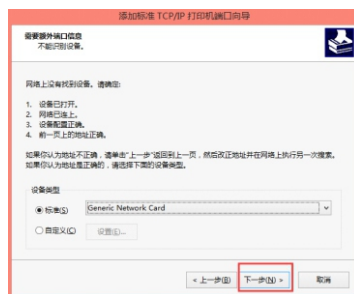 添加标准 TCP/IP 打印机端口向导
需要额外端口信息
不能识别设备。
网络上没有找到设备。请确定:
1. 设备已打开。
2. 网络已连上。
3. 设备配置正确。
4. 前一页上的地址正确。
如果你认为地址不正确，请单击“上一步”返回到上一页，然后改正地址并在网络上执行另一次搜索。
如果你认为地址是正确的，请选择下面的设备类型。
设备类型
标准(S) Generic Network Card
自定义(C) 设置(E)...
< 上一步(B) 下一步(N) > 取消